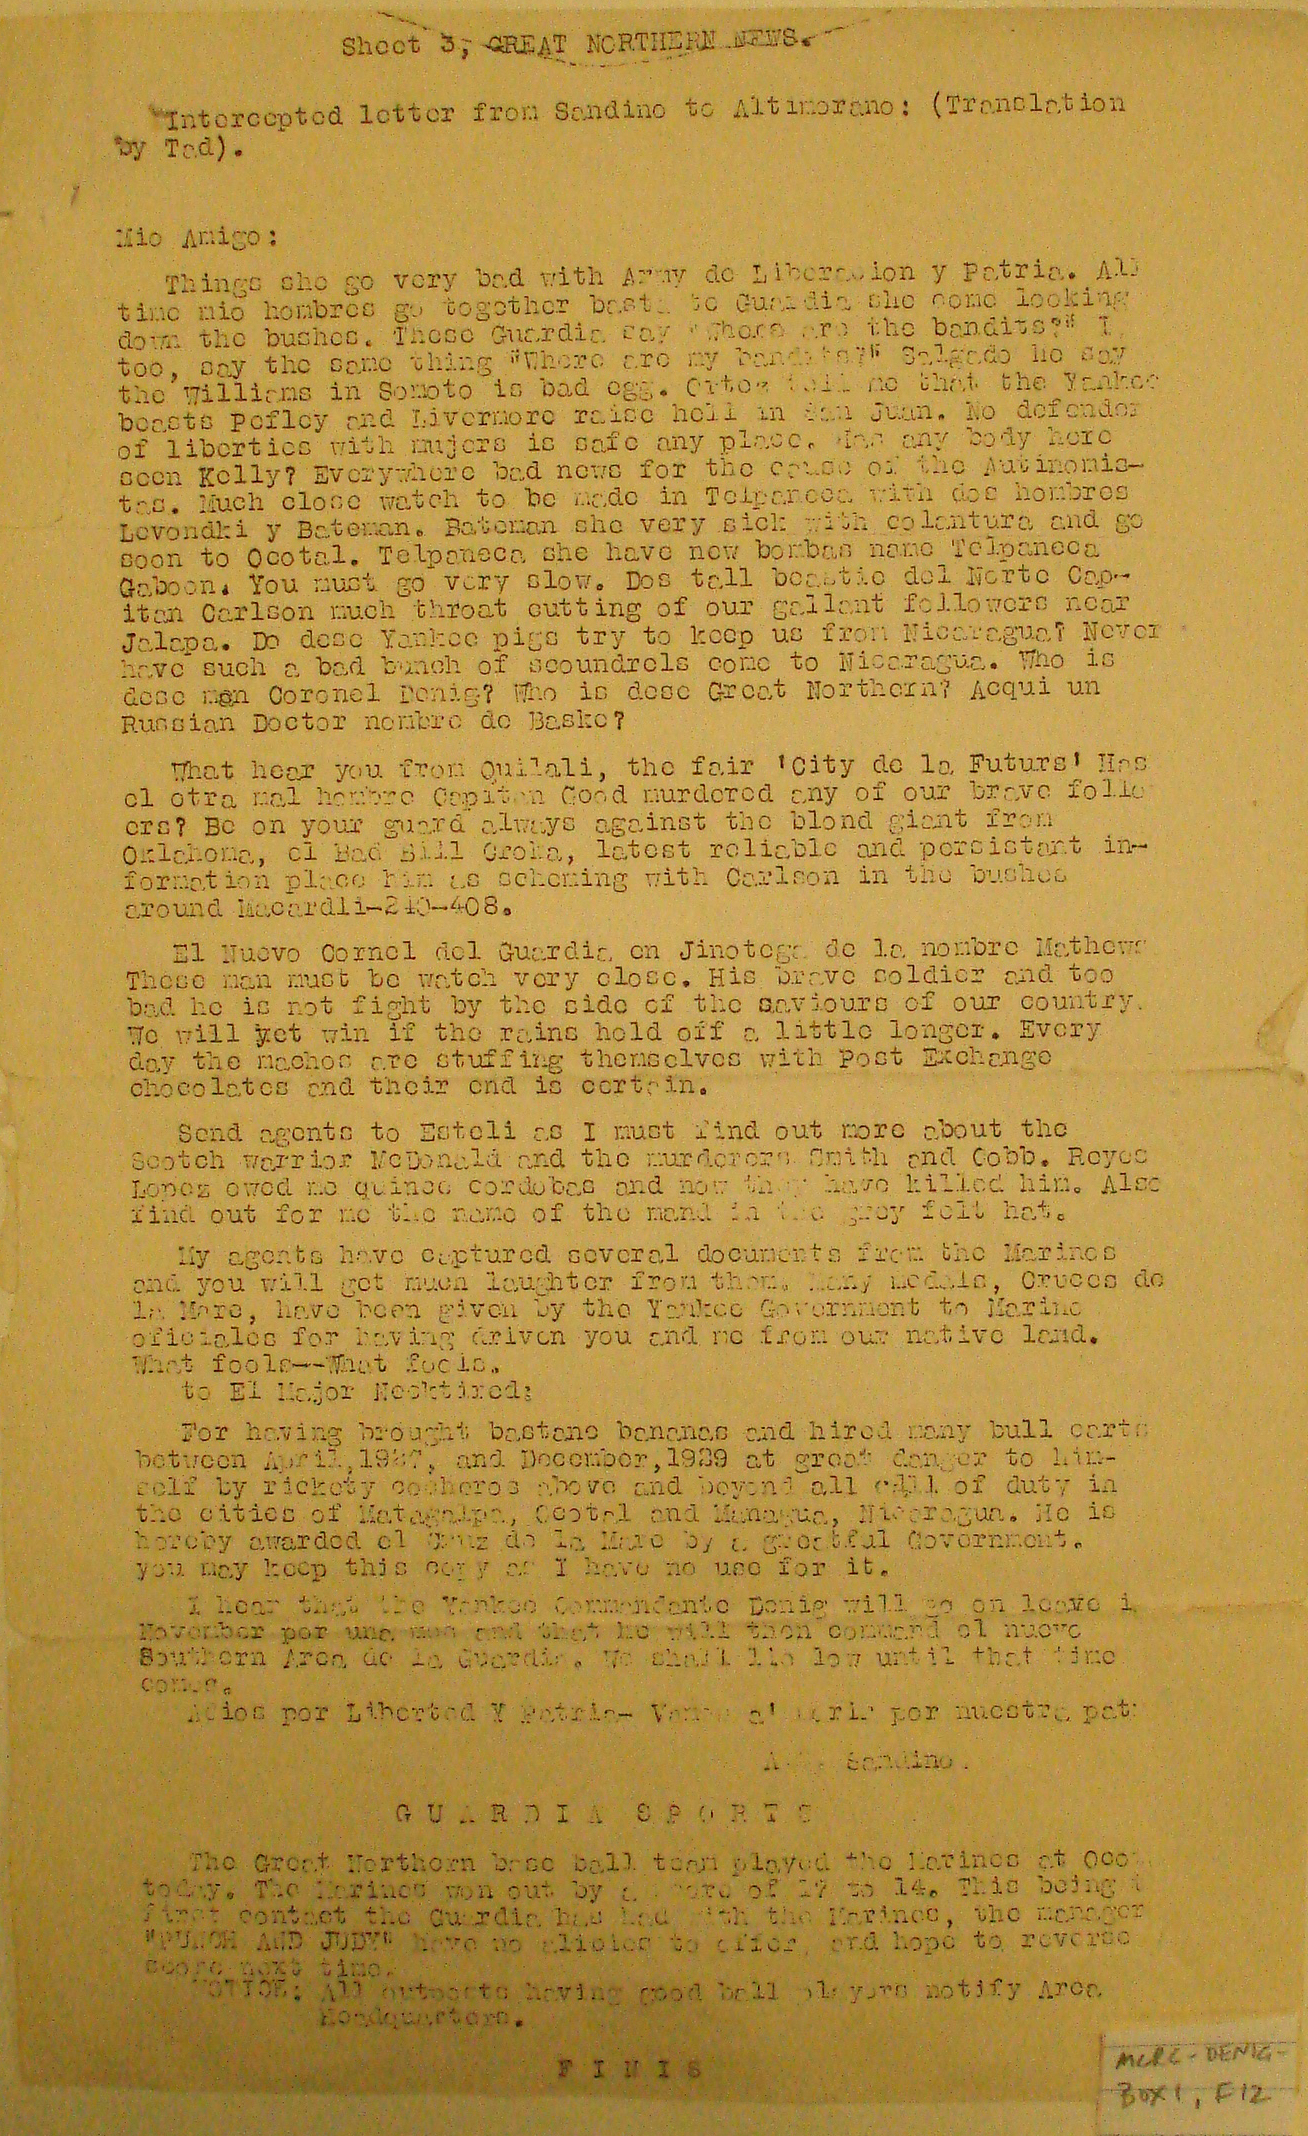 Sheet 3, GREAT NORTHERN NEWS.
"Intercepted letter from Sandino to Altimorano: (Translation
by Tad).
Mio Amigo:
Things she go very bad with Army de Liberacion y Patria. All
time mio hombres go together basta te Guardia she come looking
down the bushes. These Guardia say "Where are the bandits?" I,
too, say the same thing "Where are my bandits?" Salgado he say
the Williams in Somoto is bad egg. Ortez tell me that the Yankee
beasts Pefley and Livermore raise hell in San Juan. No defender
of liberties with mujers is safe any place. Has any body here
seen Kelly? Everywhere bad news for the cause of the Autinomis-
tas. Much close watch to be made in Telpaneca with dos hombres
Levondki y Bateman. Bateman she very sick with calantura and go
soon to Ocotal. Telpaneca she have new bombas name Telpaneca
Gaboon. You must go very slow. Dos tall beastie del Norte Cap-
itan Carlson much throat cutting of our gallant followers near
Jalapa. Do dese Yankee pigs try to keep us from Nicaragua? Never
have such a bad bunch of scoundrels come to Nicaragua. Who is
dese man Coronel Denig? Who is dese Great Northern? Acqui un
Russian Doctor nombre de Baske?
What hear you from Quilali, the fair 'City de la Futurs' Has
el otra mal hombre Capitan Good murdered any of our brave follo
ers? Be on your guard always against the blond giant from
Oklahoma, el Bad Bill Croka, latest reliable and persistant in-
formation place him as scheming with Carlson in the bushes
around Macardli-240-408.
El Nuevo Cornel del Guardia en Jinotega de la nombre Mathews
These man must be watch very close. His brave soldier and too
bad he is not fight by the side of the saviours of our country.
We will yet win if the rains hold off a little longer. Every
day the machos are stuffing themselves with Post Exchange
chocolates and their end is certain.
Send agents to Esteli as I must find out more about the
Scotch warrior McDonald and the murderers Smith and Cobb. Reyes
Lopez owed me quince cordobas and now they have killed him. Also
find out for me the name of the mand in the grey felt hat.
My agents have captured several documents from the Marines
and you will get much laughter from them. Many medals, Cruces de
la Mare, have been given by the Yankee Government to Marine
oficiales for having driven you and me from our native land.
What fools--What fools.
to El Major Necktired:
For having brought bastane bananas and hired many bull carts
between April, and December,1929 at great danger to him-
self by rickety cocheros above and beyond all call of duty in
the cities of Matagalpa, Ocotal and Managua, Nicaragua. He is
hereby awarded el Cruz de la Mare by a greatful Government.
you may keep this copy as I have no use for it.
I hear that the Yankee Commandante Denig will go on leave i
November por una mes and that he will then command el nuevo
Southern Area de la Guardia. We shall lie low until that time
comes.
Adios por Liberted Y Patria- Vamos a' morir por nuestra pat
Sandino.
GUARDIA SPORTS
The Great Northern base ball team played the Marines at Oco
today. The Marines won out by a score of 17 to 14. This being
first contact the Guardia has had with the Marines, the manager
"PUNCH AND JUDY" have no alibies to offer, and hope to reverse
score next time.
NOTICE: All outposts having good ball players notify Area
Headquarters.
FINIS
MCRC-DENIG-
BOX 1, F12